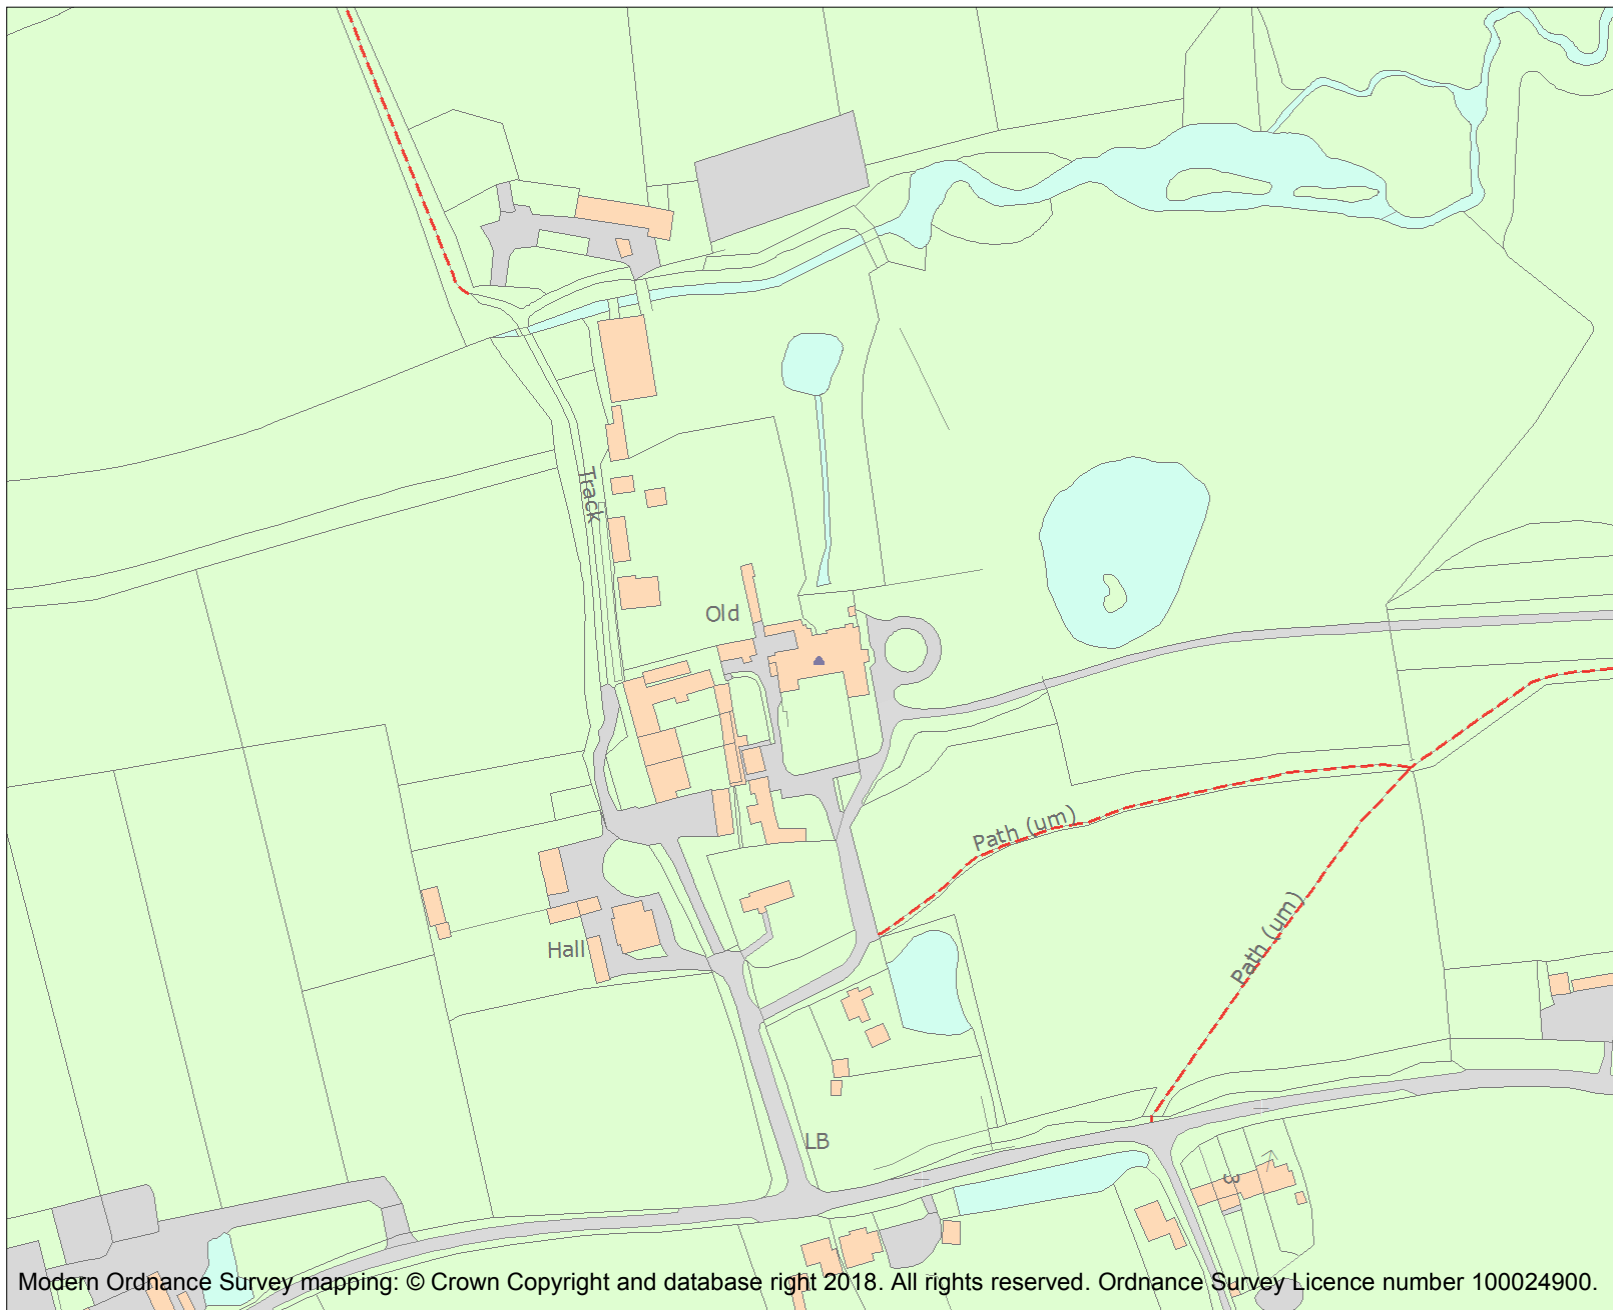 Track
Old
Path (um)
Path (um)
Hall
LB
3
Modern Ordnance Survey mapping: © Crown Copyright and database right 2018. All rights reserved. Ordnance Survey Licence number 100024900.